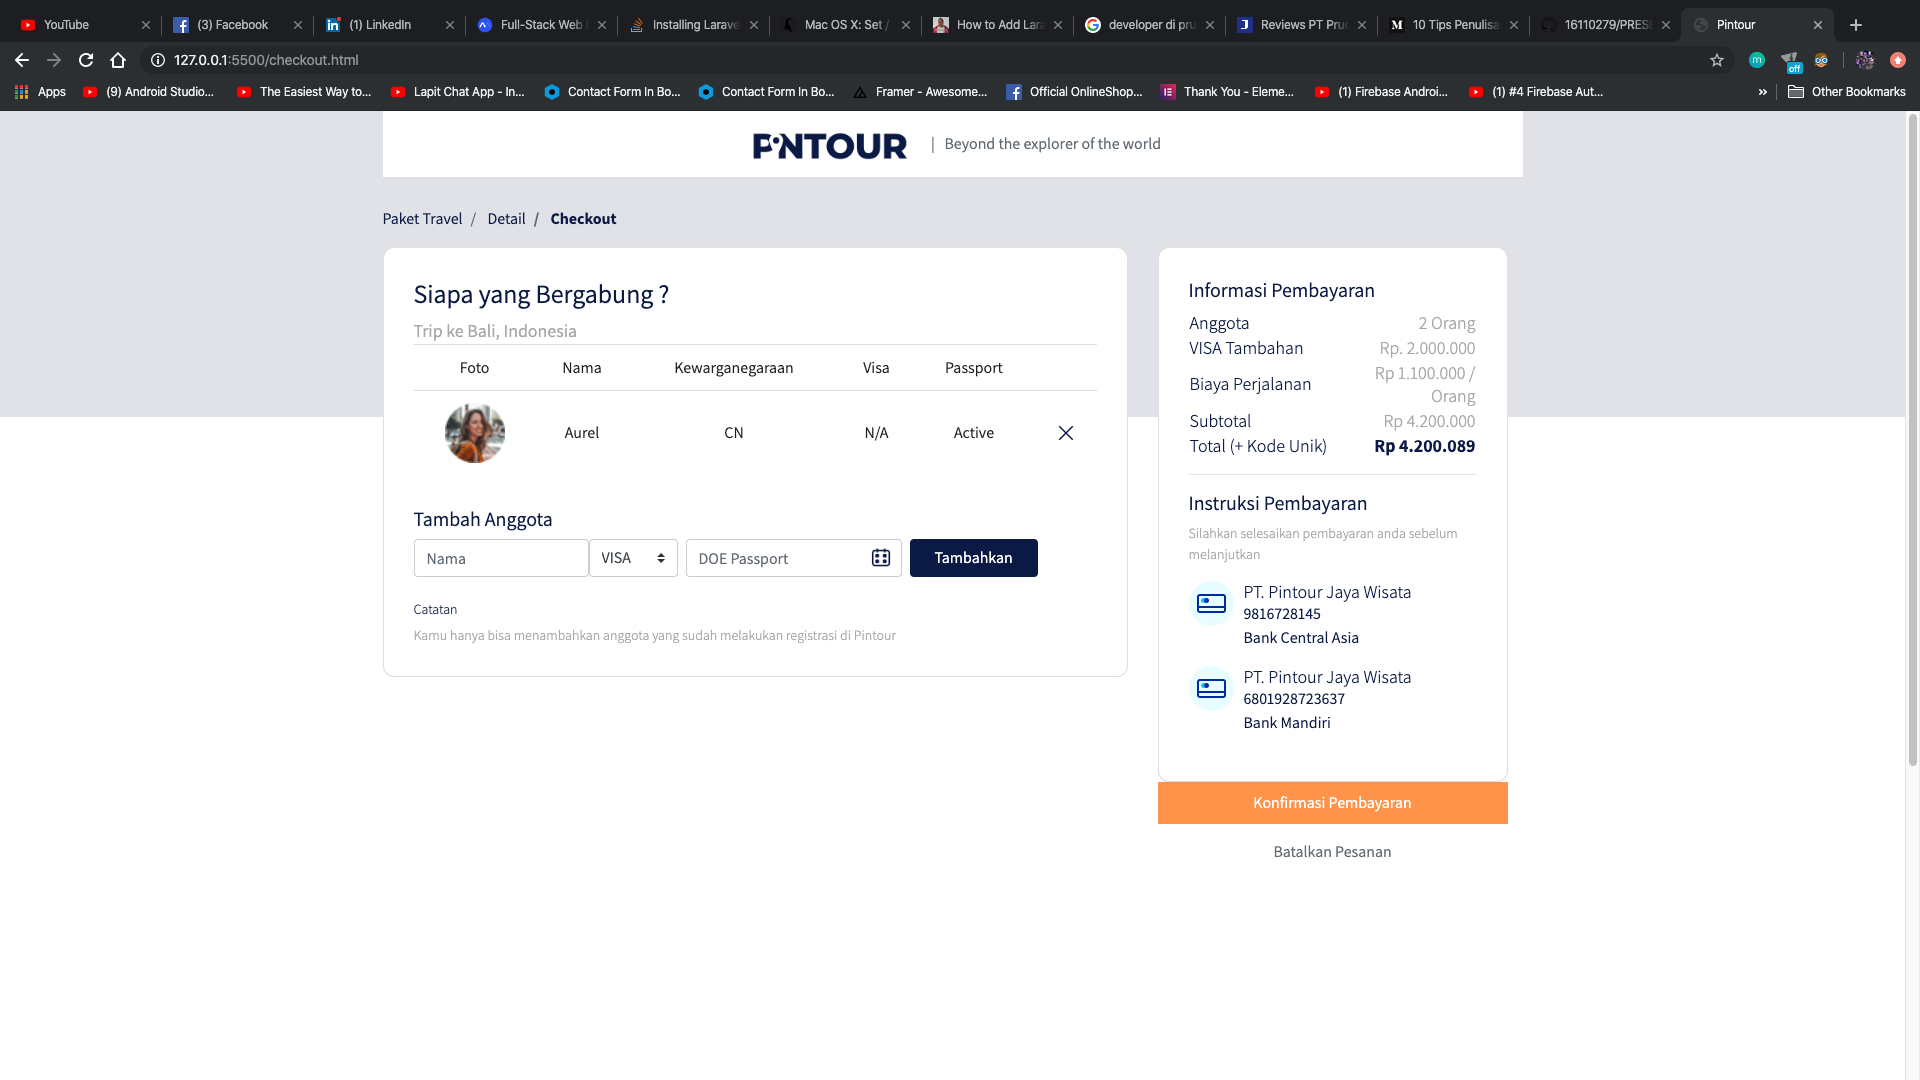 YouTube
(3) Facebook
(1) LinkedIn
Full-Stack Web
Installing Larave
Mac OS X: Set /
How to Add Lara
developer di pru
Reviews PT Pruc
10 Tips Penulisa
16110279/PRES
Pintour
127.0.0.1:5500/checkout.html
off
Apps
(9) Android Studio...
The Easiest Way to...
Lapit Chat App - In...
Contact Form In Bo...
Contact Form In Bo...
Framer - Awesome...
Official OnlineShop...
Thank You - Eleme...
(1) Firebase Androi...
(1) #4 Firebase Aut...
»
Other Bookmarks
PINTOUR
| Beyond the explorer of the world
Paket Travel / Detail / Checkout
Siapa yang Bergabung ?
Trip ke Bali, Indonesia
Foto Nama Kewarganegaraan Visa Passport
Aurel CN N/A Active
Tambah Anggota
Nama VISA DOE Passport Tambahkan
Catatan
Kamu hanya bisa menambahkan anggota yang sudah melakukan registrasi di Pintour
Informasi Pembayaran
Anggota 2 Orang
VISA Tambahan Rp. 2.000.000
Biaya Perjalanan Rp 1.100.000 /
Orang
Subtotal Rp 4.200.000
Total (+ Kode Unik) Rp 4.200.089
Instruksi Pembayaran
Silahkan selesaikan pembayaran anda sebelum
melanjutkan
PT. Pintour Jaya Wisata
9816728145
Bank Central Asia
PT. Pintour Jaya Wisata
6801928723637
Bank Mandiri
Konfirmasi Pembayaran
Batalkan Pesanan